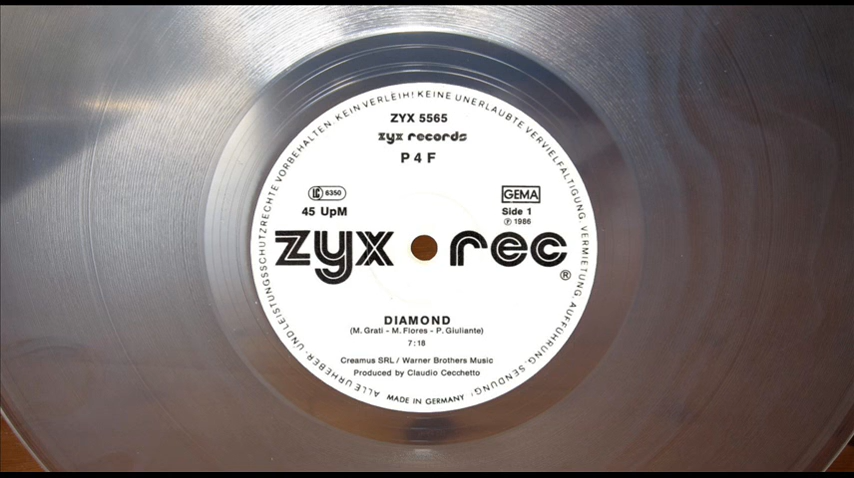 ALLE URHEBER- UND LEISTUNGSSCHUTZRECHTE VORBEHALTEN. KEIN VERLEIH! KEINE UNERLAUBTE VERVIELFÄLTIGUNG, VERMIETUNG, AUFFÜHRUNG, SENDUNG!
ZYX 5565
zyx records
P 4 F
LC 6350
GEMA
45 UpM
Side 1
Ⓟ 1986
zyx rec®
DIAMOND
(M. Grati - M. Flores - P. Giuliante)
7:18
Creamus SRL / Warner Brothers Music
Produced by Claudio Cecchetto
MADE IN GERMANY